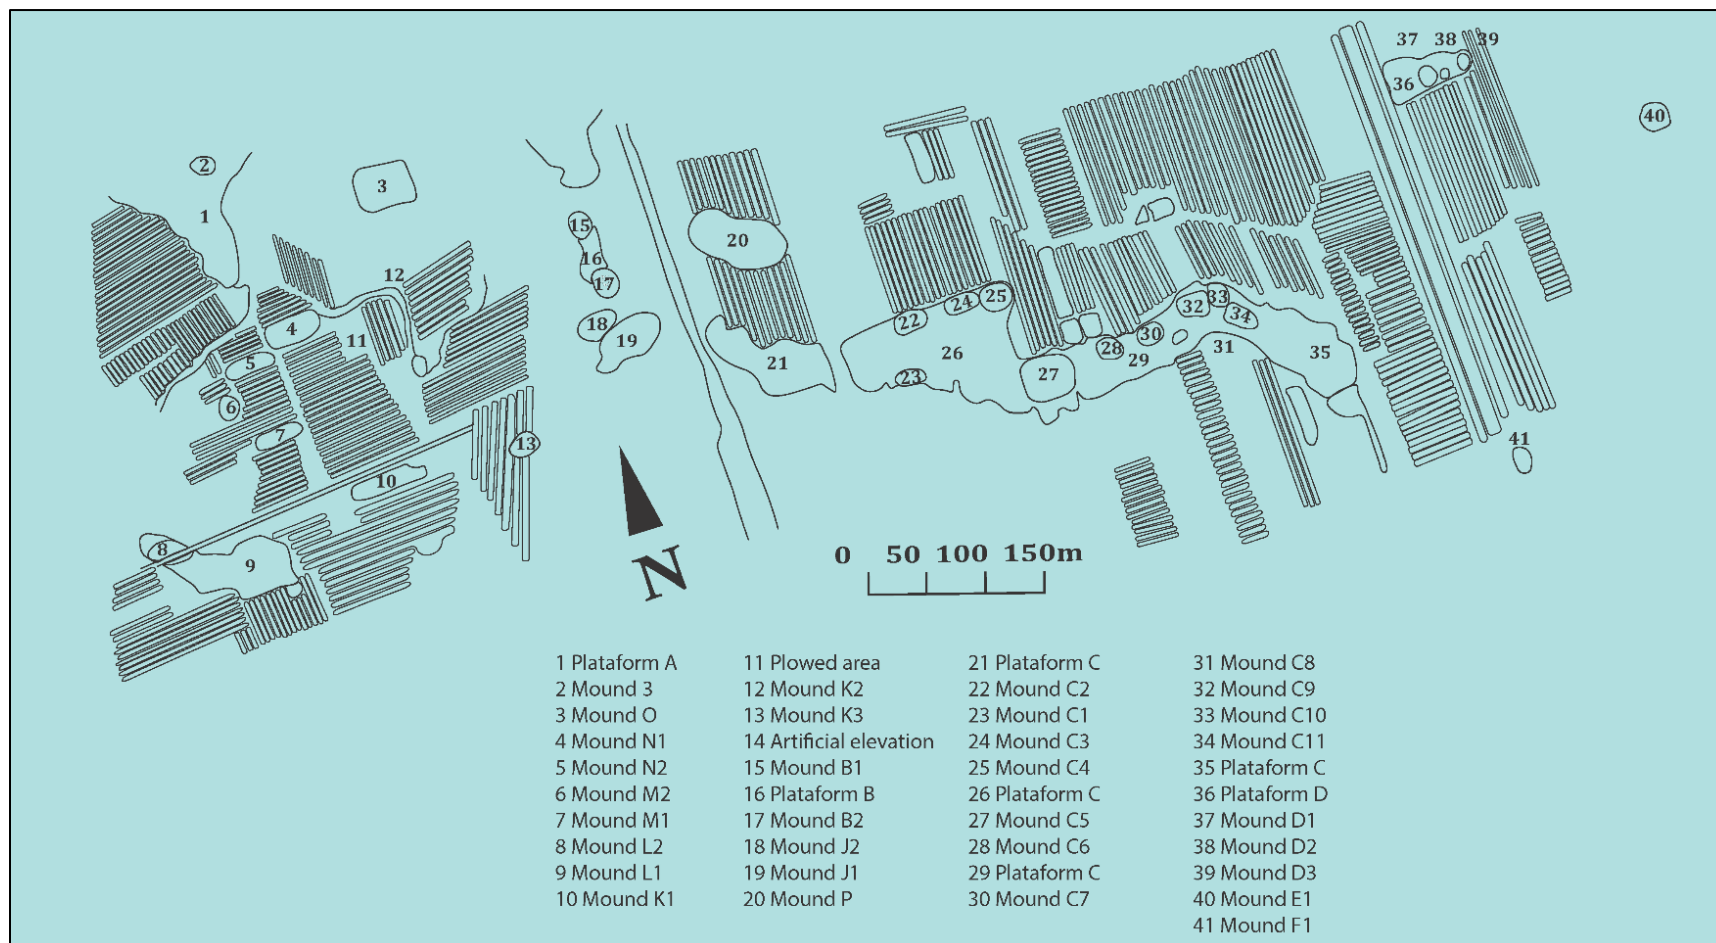 37 38 39
36
40
2
3
1
15
20
16
12
17
25
24
33
32
22
34
18
4
30
19
11
31
28
26
35
29
21
5
27
23
6
7
41
13
10
8
9
N
0 50 100 150m
1 Plataform A
2 Mound 3
3 Mound O
4 Mound N1
5 Mound N2
6 Mound M2
7 Mound M1
8 Mound L2
9 Mound L1
10 Mound K1
11 Plowed area
12 Mound K2
13 Mound K3
14 Artificial elevation
15 Mound B1
16 Plataform B
17 Mound B2
18 Mound J2
19 Mound J1
20 Mound P
21 Plataform C
22 Mound C2
23 Mound C1
24 Mound C3
25 Mound C4
26 Plataform C
27 Mound C5
28 Mound C6
29 Plataform C
30 Mound C7
31 Mound C8
32 Mound C9
33 Mound C10
34 Mound C11
35 Plataform C
36 Plataform D
37 Mound D1
38 Mound D2
39 Mound D3
40 Mound E1
41 Mound F1